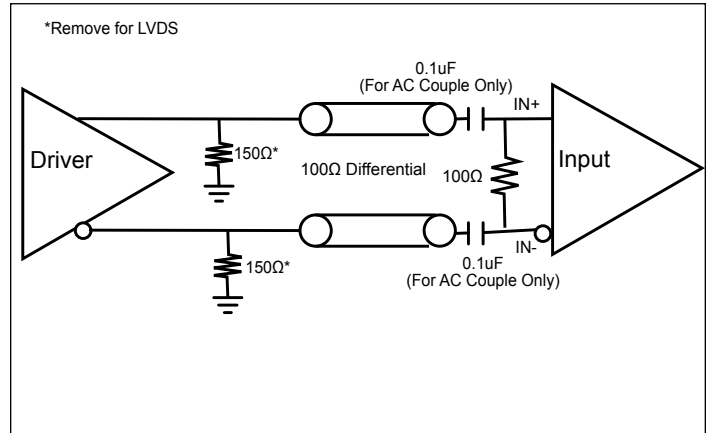 *Remove for LVDS
0.1uF
(For AC Couple Only)
IN+
Driver
150Ω*
100Ω Differential
100Ω
Input
IN-
150Ω*
0.1uF
(For AC Couple Only)